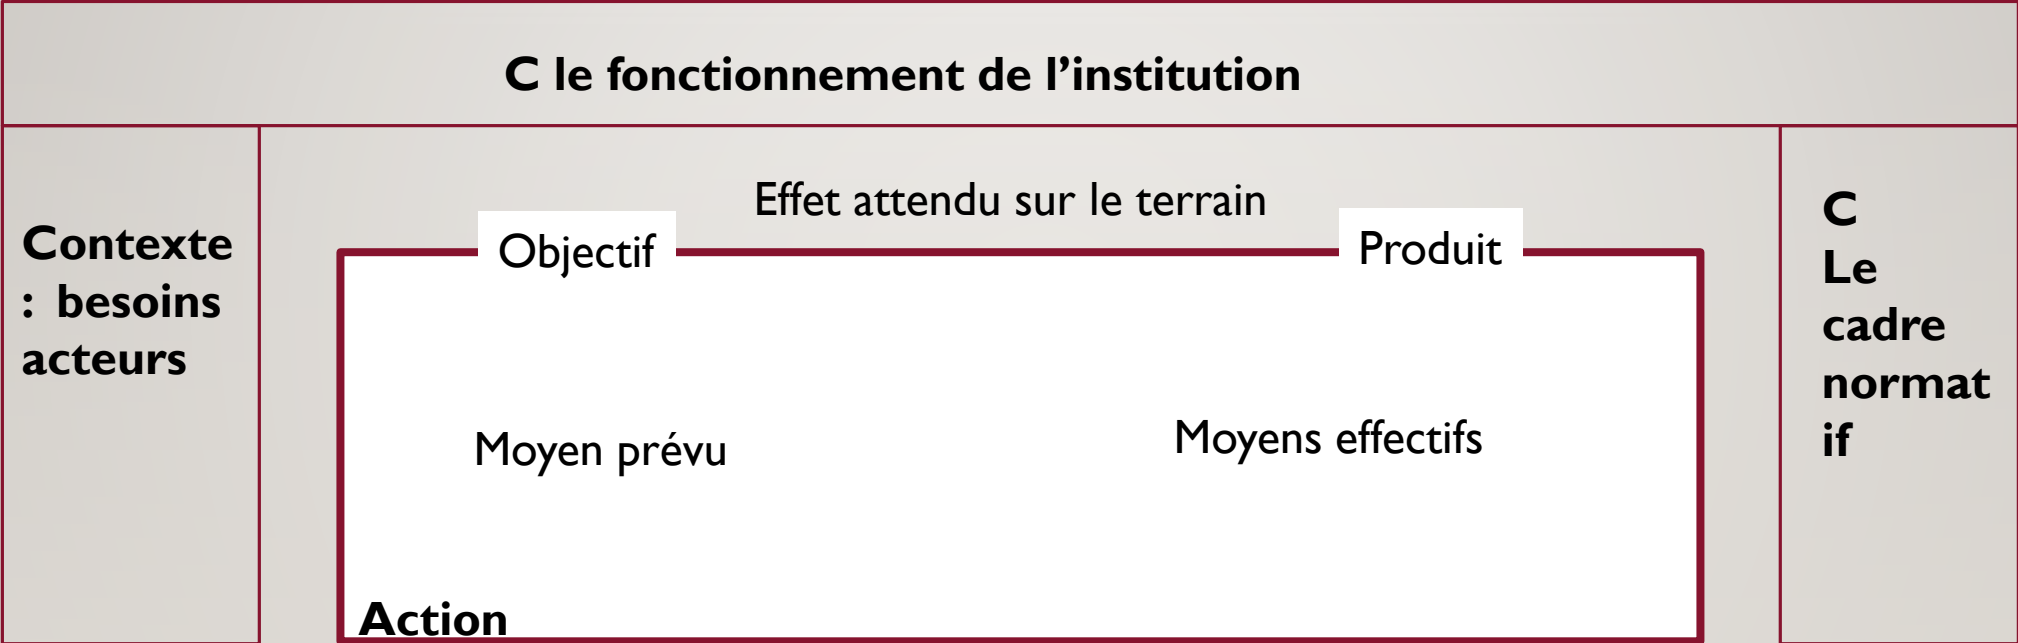 C le fonctionnement de l’institution
Contexte
: besoins
acteurs
Effet attendu sur le terrain
Objectif
Produit
Moyen prévu
Moyens effectifs
Action
C
Le
cadre
normat
if